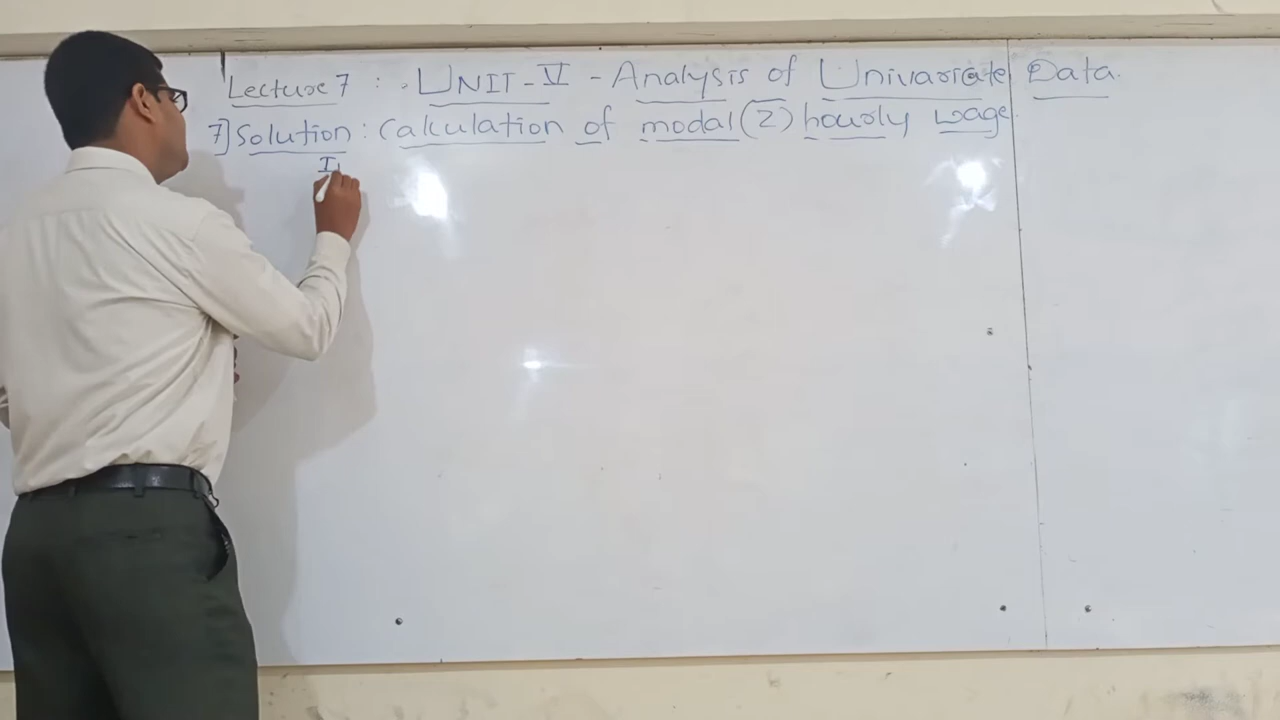 Lecture 7 : . UNIT-V - Analysis of Univariate Data.
7] Solution : Calculation of modal (Z) hourly wage.